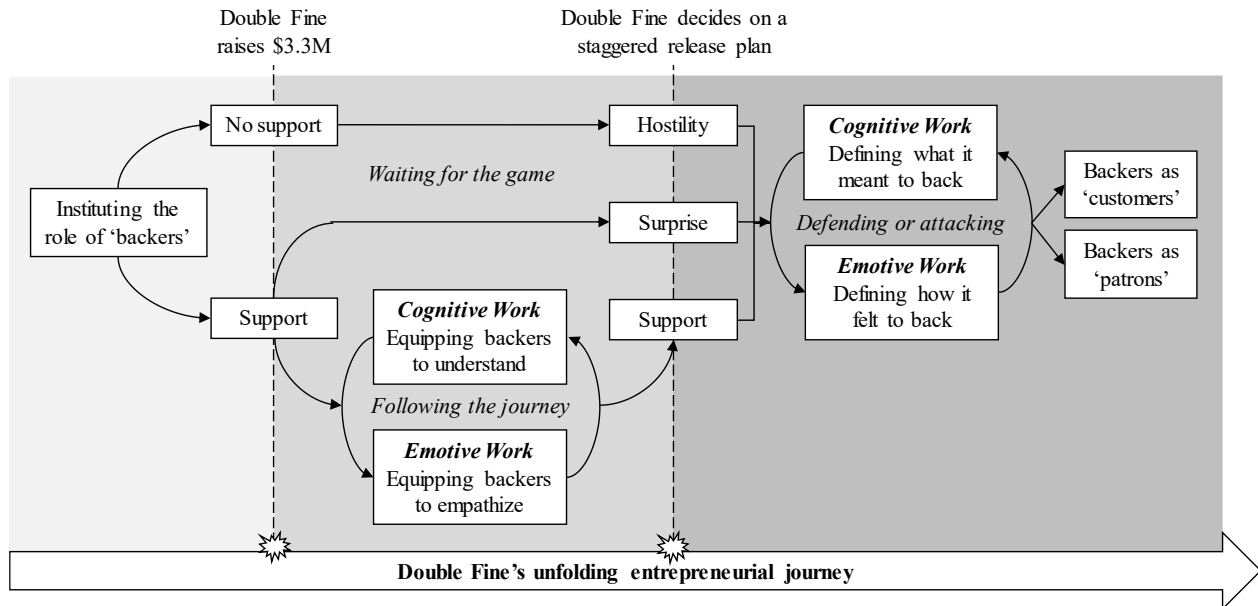 Double Fine
raises $3.3M
Double Fine decides on a
staggered release plan
No support
Hostility
Cognitive Work
Defining what it
meant to back
Waiting for the game
Instituting the
role of ‘backers’
Surprise
Defending or attacking
Backers as
‘customers’
Backers as
‘patrons’
Emotive Work
Defining how it
felt to back
Support
Cognitive Work
Equipping backers
to understand
Support
Following the journey
Emotive Work
Equipping backers
to empathize
Double Fine’s unfolding entrepreneurial journey